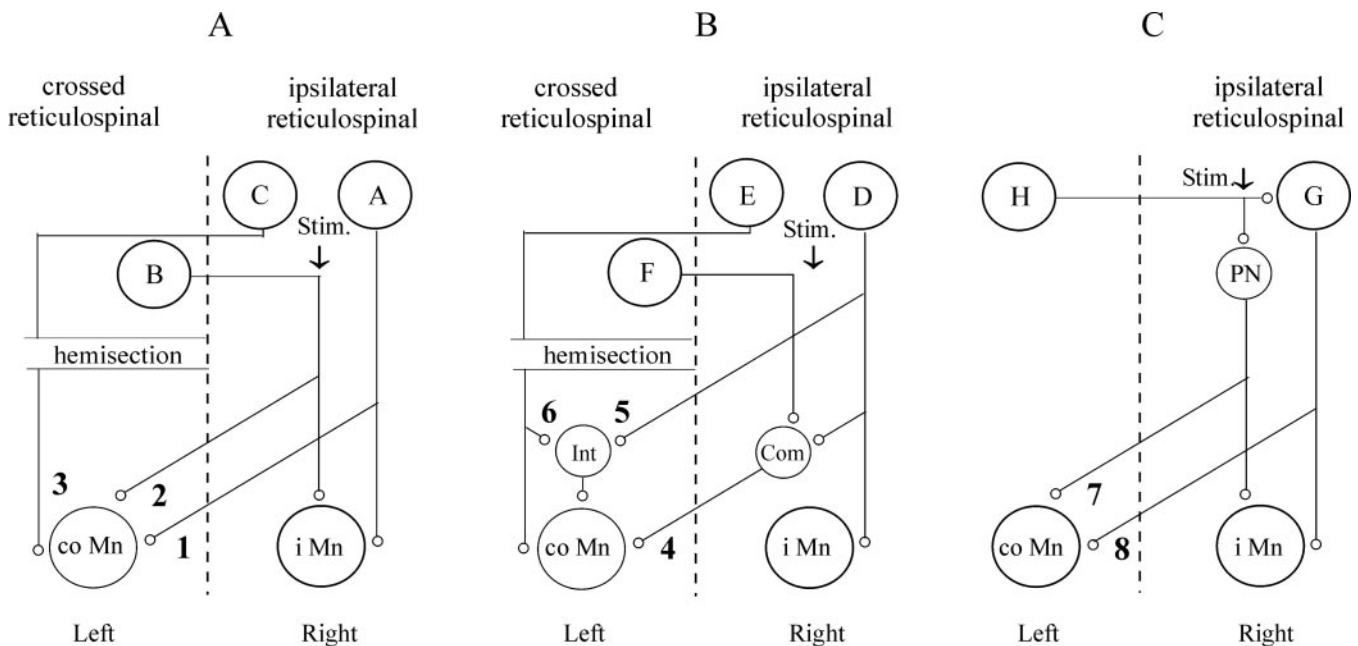 A
B
C
crossed
reticulospinal
ipsilateral
reticulospinal
crossed
reticulospinal
ipsilateral
reticulospinal
ipsilateral
reticulospinal
C
A
Stim.
B
hemisection
3
2
1
co Mn
i Mn
Left
Right
E
D
Stim.
F
hemisection
6
5
Int
Com
co Mn
4
i Mn
Left
Right
Stim.
H
G
PN
7
co Mn
8
i Mn
Left
Right